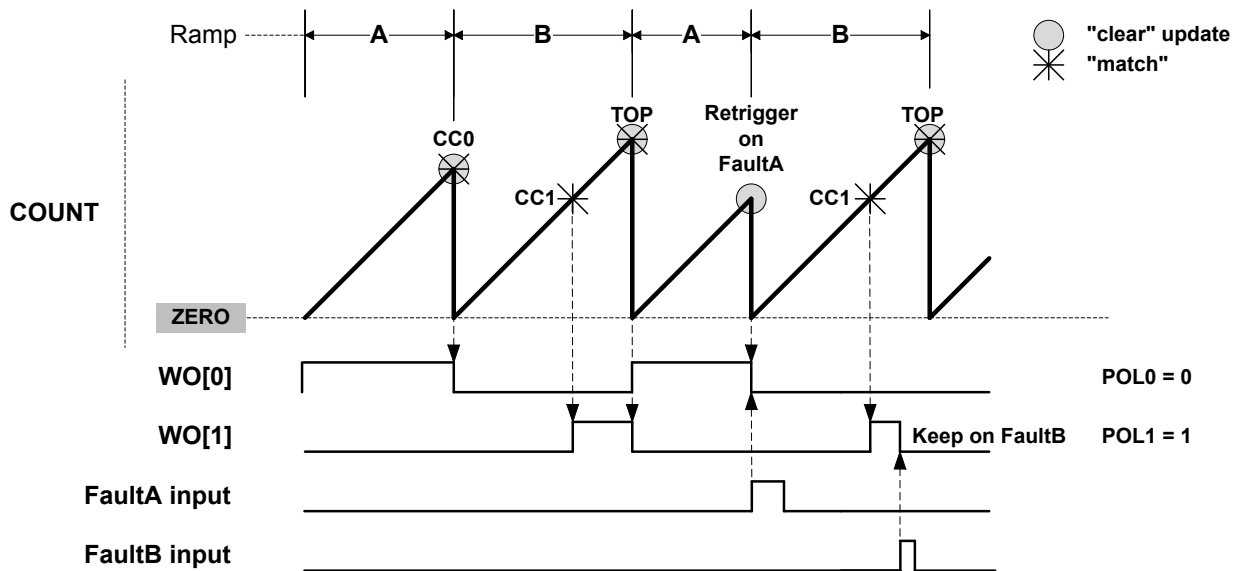 Ramp A B A B
"clear" update
"match"
TOP Retrigger TOP
on
CC0 FaultA
CC1 CC1
COUNT
ZERO
WO[0] POL0 = 0
WO[1] Keep on FaultB POL1 = 1
FaultA input
FaultB input